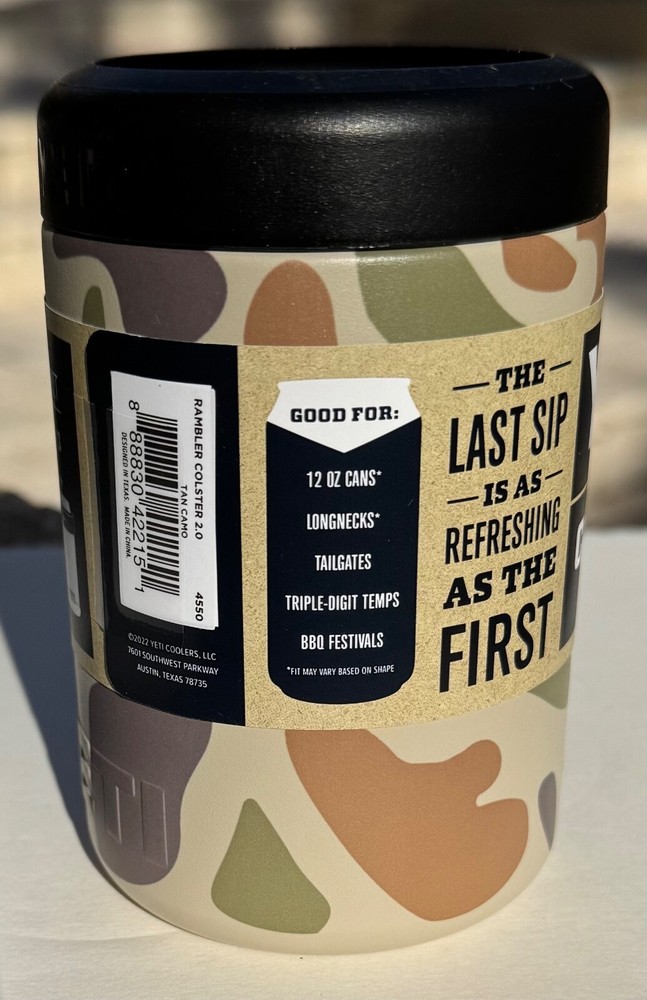 RAMBLER COLSTER 2.0
TAN CAMO
4550
8 88830 42215 1
DESIGNED IN TEXAS. MADE IN CHINA.
©2022 YETI COOLERS, LLC
7601 SOUTHWEST PARKWAY
AUSTIN, TEXAS 78735
GOOD FOR:
12 OZ CANS*
LONGNECKS*
TAILGATES
TRIPLE-DIGIT TEMPS
BBQ FESTIVALS
*FIT MAY VARY BASED ON SHAPE
THE
LAST SIP
IS AS
REFRESHING
AS THE
FIRST
TI